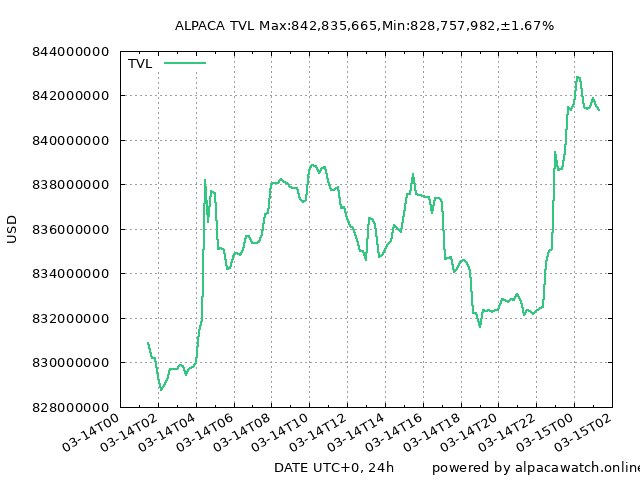 ALPACA TVL Max:842,835,665,Min:828,757,982,±1.67%
TVL
844000000
842000000
840000000
838000000
836000000
834000000
832000000
830000000
828000000
USD
03-14T00
03-14T02
03-14T04
03-14T06
03-14T08
03-14T10
03-14T12
03-14T14
03-14T16
03-14T18
03-14T20
03-14T22
03-15T00
03-15T02
DATE UTC+0, 24h
powered by alpacawatch.online